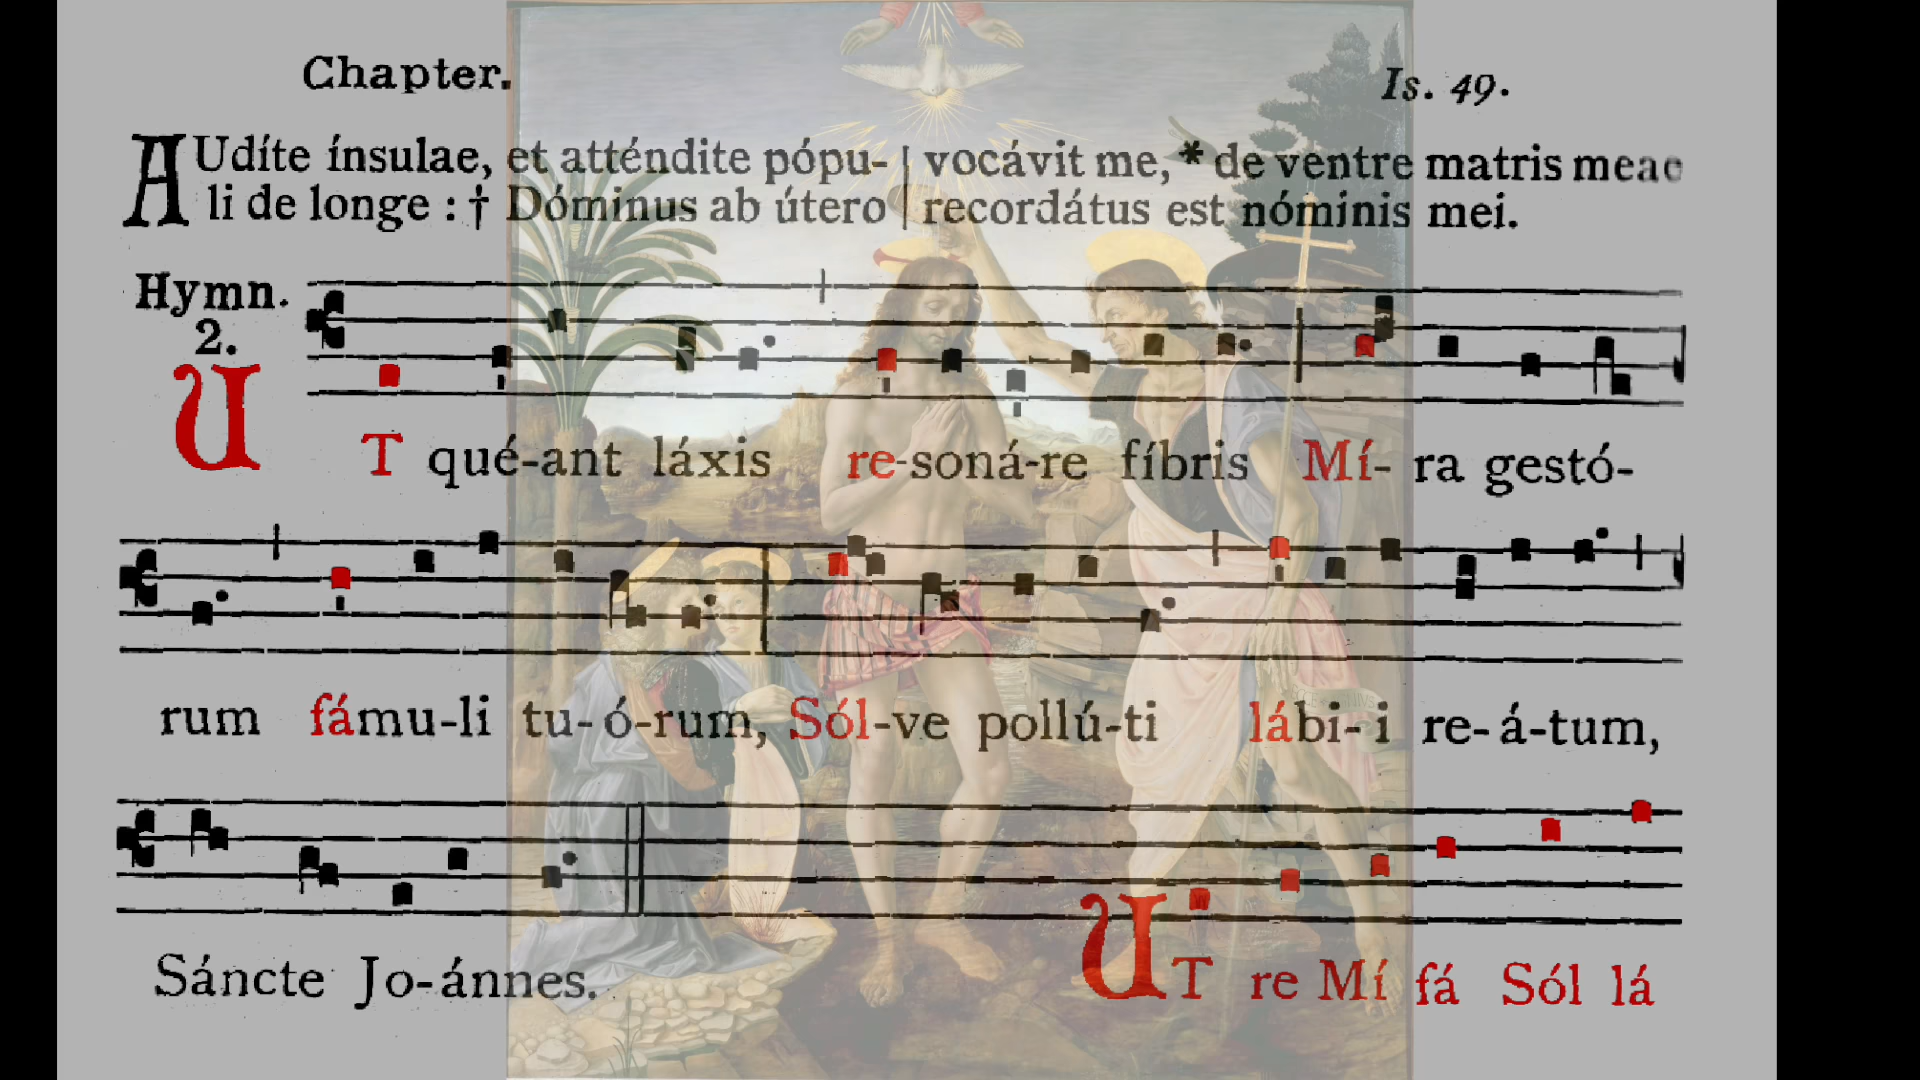 Chapter. Is. 49.
AUdíte ínsulae, et atténdite pópu-
li de longe : † Dóminus ab útero
vocávit me, * de ventre matris meae
recordátus est nóminis mei.
Hymn.
2.
UT qué-ant láxis re-soná-re fíbris Mí- ra gestó-
rum fámu-li tu-ó-rum, Sól-ve pollú-ti lábi-i re-á-tum,
Sáncte Jo-ánnes.
UT re Mí fá Sól lá